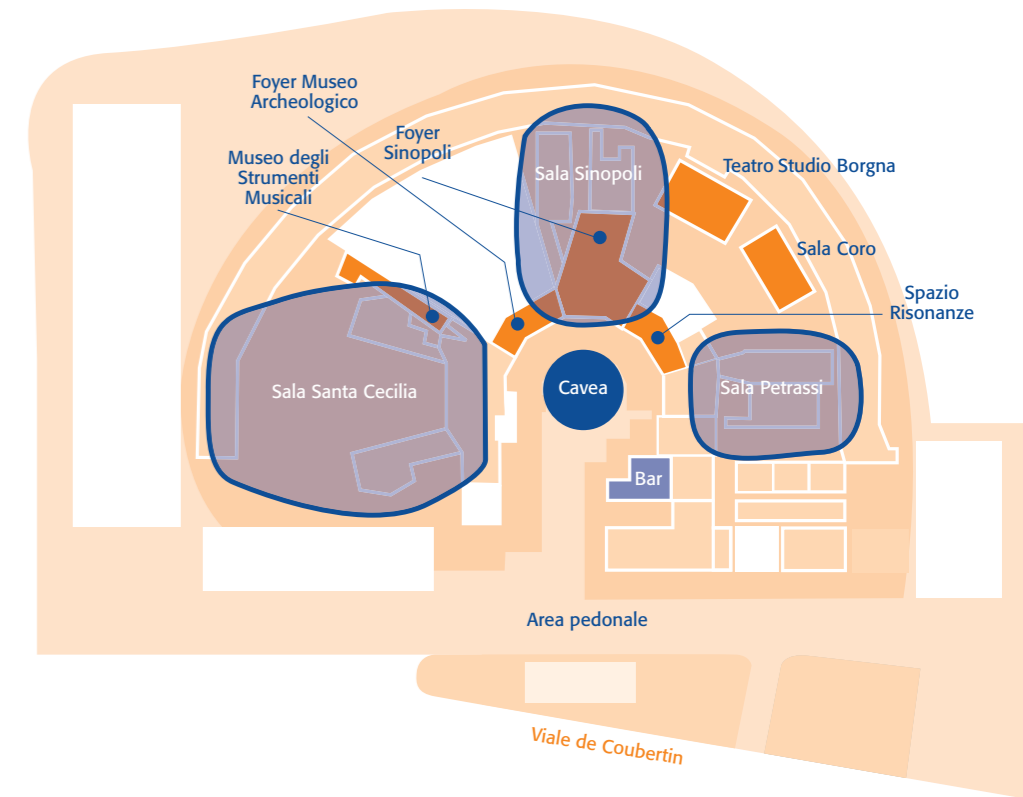 Foyer Museo
Archeologico
Foyer
Sinopoli
Museo degli
Strumenti
Musicali
Sala Sinopoli
Teatro Studio Borgna
Sala Coro
Spazio
Risonanze
Sala Santa Cecilia
Cavea
Sala Petrassi
Bar
Area pedonale
Viale de Coubertin